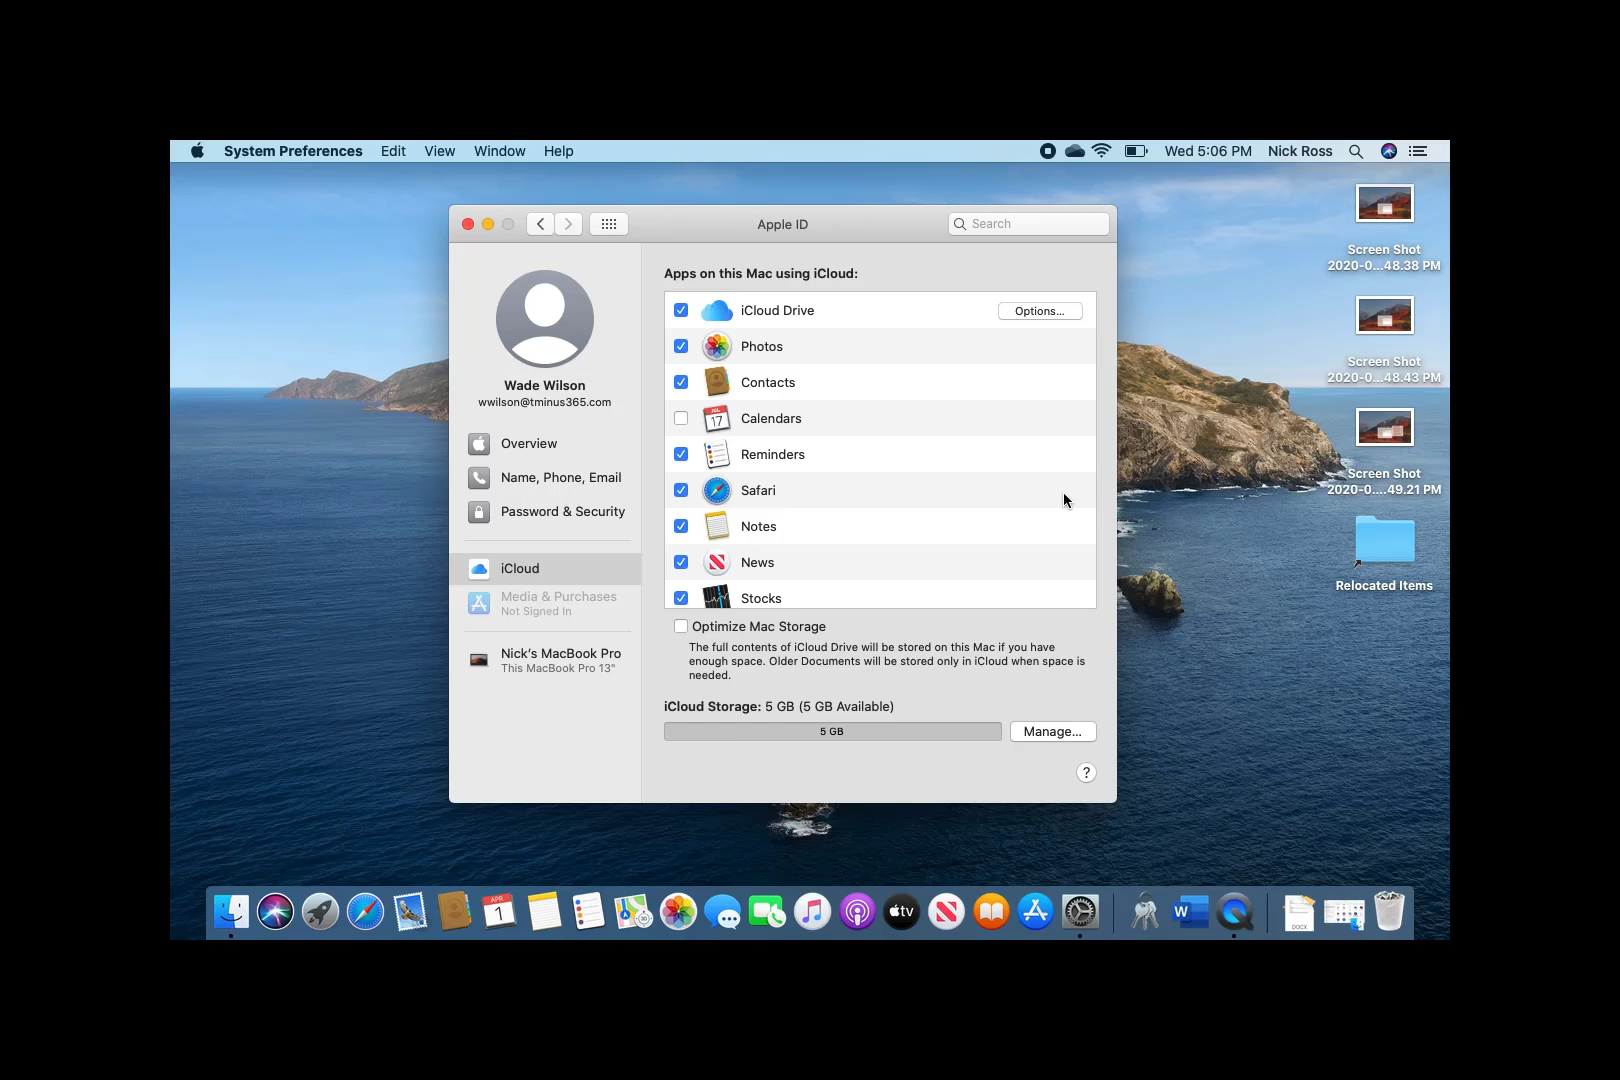 System Preferences Edit View Window Help Wed 5:06 PM Nick Ross
Apple ID
Search
Wade Wilson
wwilson@tminus365.com
Overview
Name, Phone, Email
Password & Security
iCloud
Media & Purchases
Not Signed In
Nick's MacBook Pro
This MacBook Pro 13"
Apps on this Mac using iCloud:
iCloud Drive Options...
Photos
Contacts
JUL
17
Calendars
Reminders
Safari
Notes
News
Stocks
Optimize Mac Storage
The full contents of iCloud Drive will be stored on this Mac if you have
enough space. Older Documents will be stored only in iCloud when space is
needed.
iCloud Storage: 5 GB (5 GB Available)
5 GB
Manage...
?
Screen Shot
2020-0...48.38 PM
Screen Shot
2020-0...48.43 PM
Screen Shot
2020-0....49.21 PM
Relocated Items
APR
1
tv
W
DOCX